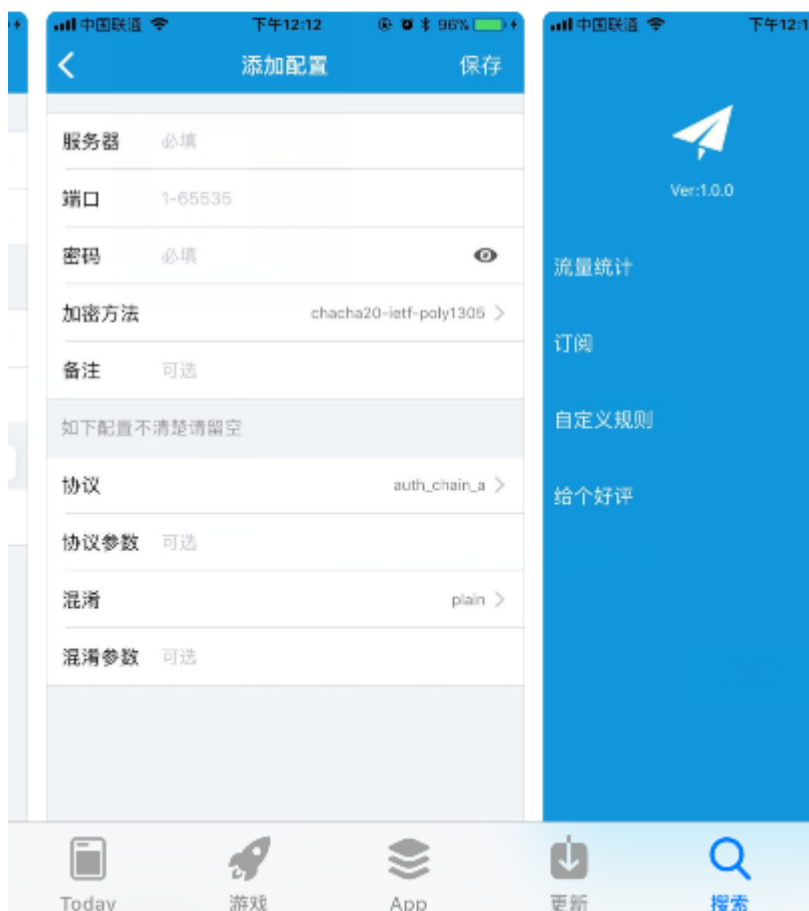 中国联通 下午12:12 96%
添加配置 保存
服务器 必填
端口 1-65535
密码 必填
加密方法 chacha20-ietf-poly1305
备注 可选
如下配置不清楚请留空
协议 auth_chain_a
协议参数 可选
混淆 plain
混淆参数 可选
中国联通 下午12:1
Ver:1.0.0
流量统计
订阅
自定义规则
给个好评
Today 游戏 App 更新 搜索